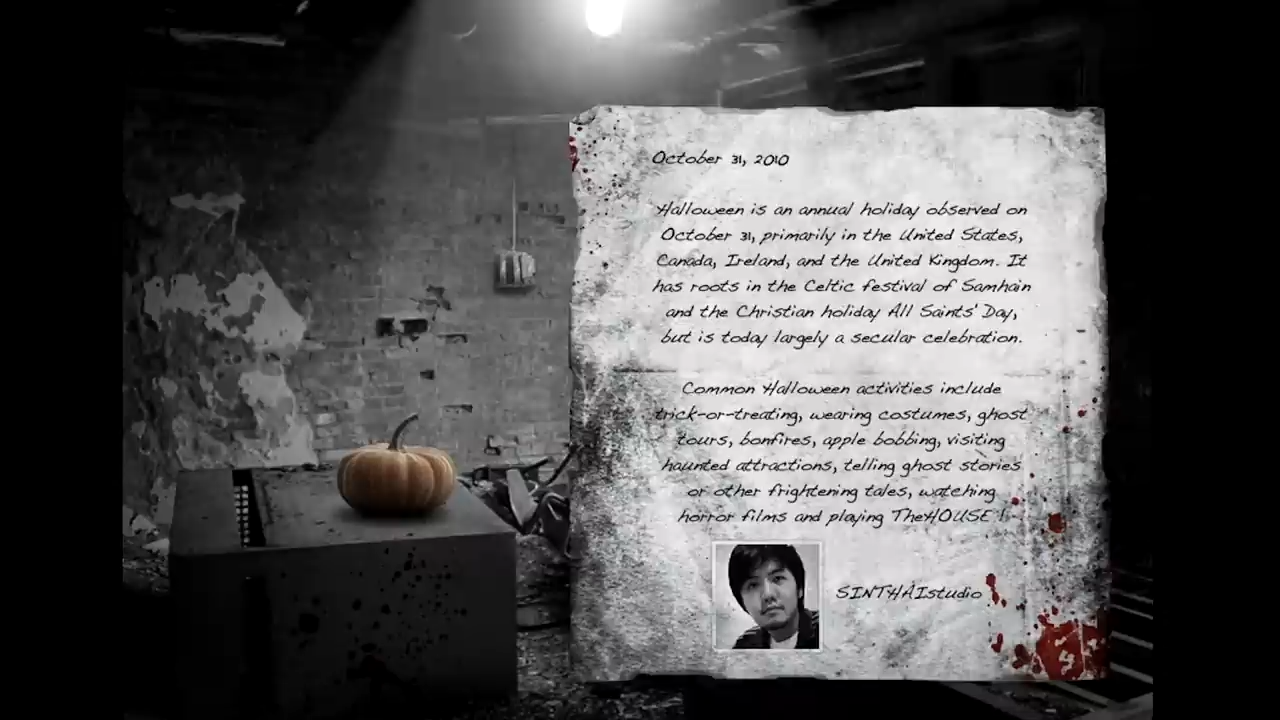 October 31, 2010
Halloween is an annual holiday observed on
October 31, primarily in the United States,
Canada, Ireland, and the United Kingdom. It
has roots in the Celtic festival of Samhain
and the Christian holiday All Saints' Day,
but is today largely a secular celebration.
Common Halloween activities include
trick-or-treating, wearing costumes, ghost
tours, bonfires, apple bobbing, visiting
haunted attractions, telling ghost stories
or other frightening tales, watching
horror films and playing TheHOUSE !
SINTHAIstudio